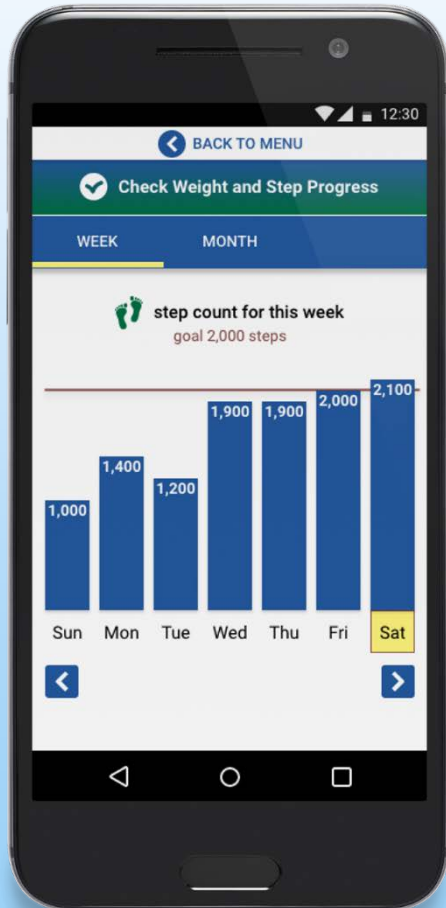 12:30
BACK TO MENU
Check Weight and Step Progress
WEEK MONTH
step count for this week
goal 2,000 steps
1,000 1,400 1,200 1,900 1,900 2,000 2,100
Sun Mon Tue Wed Thu Fri Sat